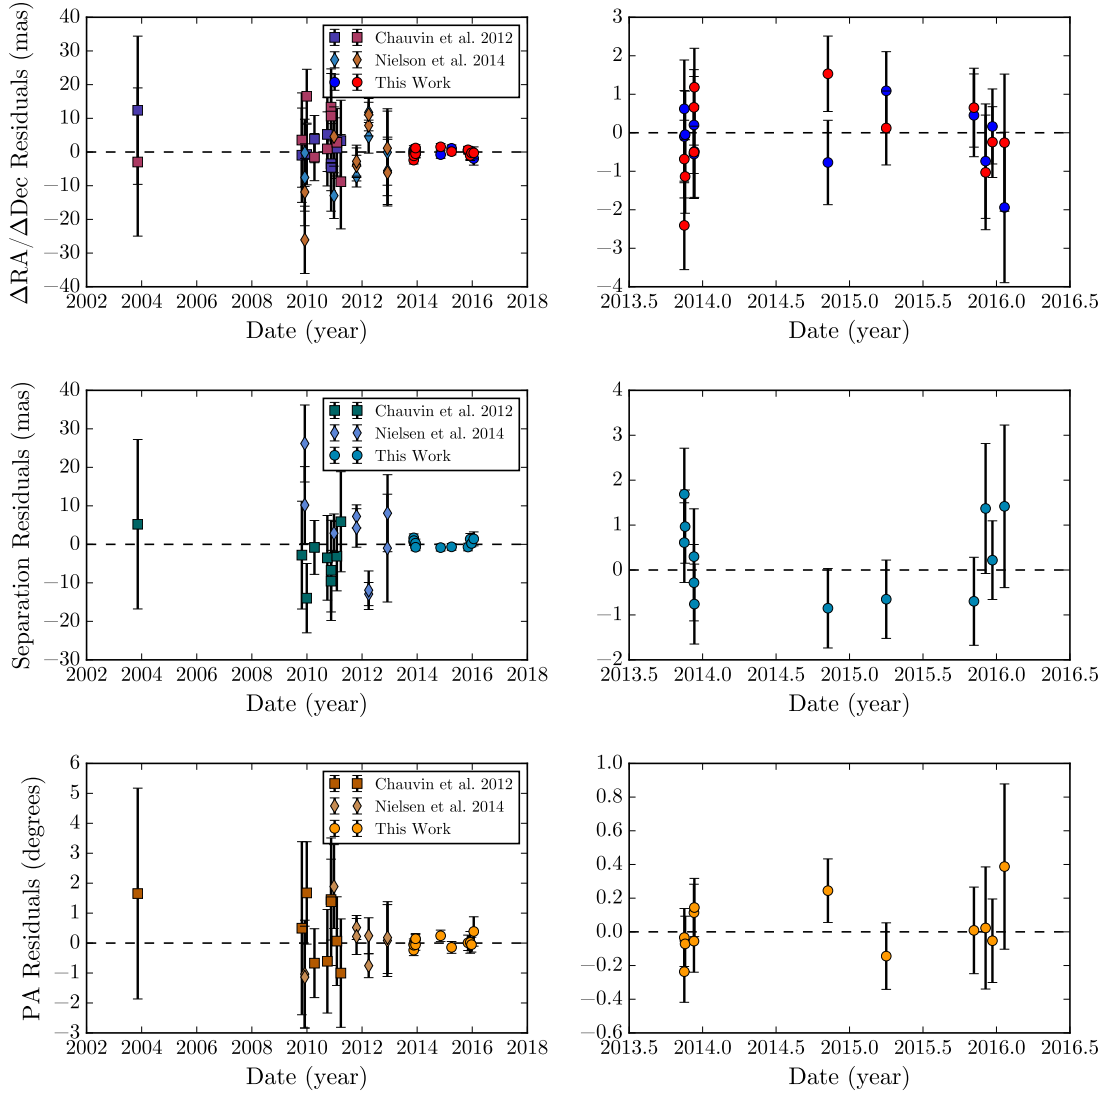 40
30
20
10
0
−10
−20
−30
−40
2002 2004 2006 2008 2010 2012 2014 2016 2018
Date (year)
ΔRA/ΔDec Residuals (mas)
Chauvin et al. 2012
Nielson et al. 2014
This Work
3
2
1
0
−1
−2
−3
−4
2013.5 2014.0 2014.5 2015.0 2015.5 2016.0 2016.5
Date (year)
40
30
20
10
0
−10
−20
−30
2002 2004 2006 2008 2010 2012 2014 2016 2018
Date (year)
Separation Residuals (mas)
Chauvin et al. 2012
Nielsen et al. 2014
This Work
4
3
2
1
0
−1
−2
2013.5 2014.0 2014.5 2015.0 2015.5 2016.0 2016.5
Date (year)
6
5
4
3
2
1
0
−1
−2
−3
2002 2004 2006 2008 2010 2012 2014 2016 2018
Date (year)
PA Residuals (degrees)
Chauvin et al. 2012
Nielsen et al. 2014
This Work
1.0
0.8
0.6
0.4
0.2
0.0
−0.2
−0.4
−0.6
2013.5 2014.0 2014.5 2015.0 2015.5 2016.0 2016.5
Date (year)